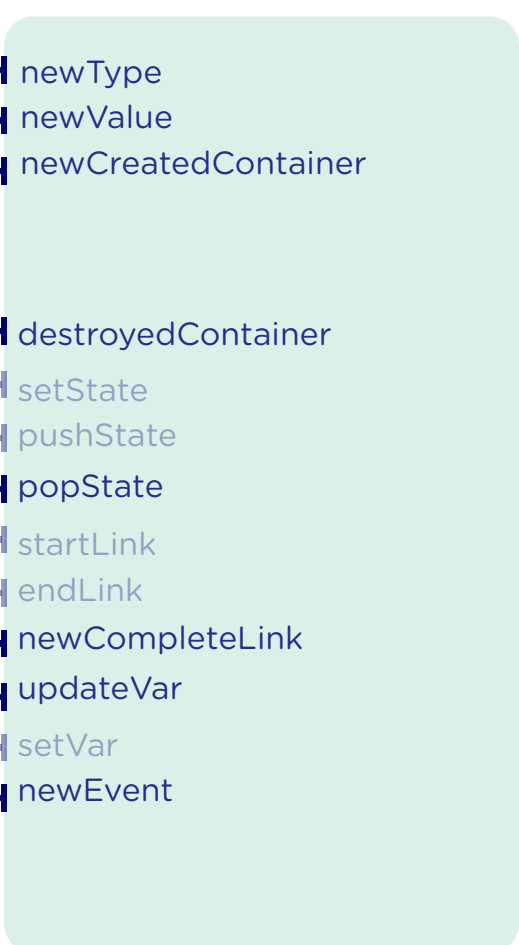 newType
newValue
newCreatedContainer
destroyedContainer
setState
pushState
popState
startLink
endLink
newCompleteLink
updateVar
setVar
newEvent